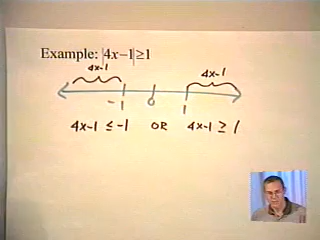 Example: |4x−1|≥1
4x-1 4x-1
-1 0 1
4x-1 ≤ -1 OR 4x-1 ≥ 1